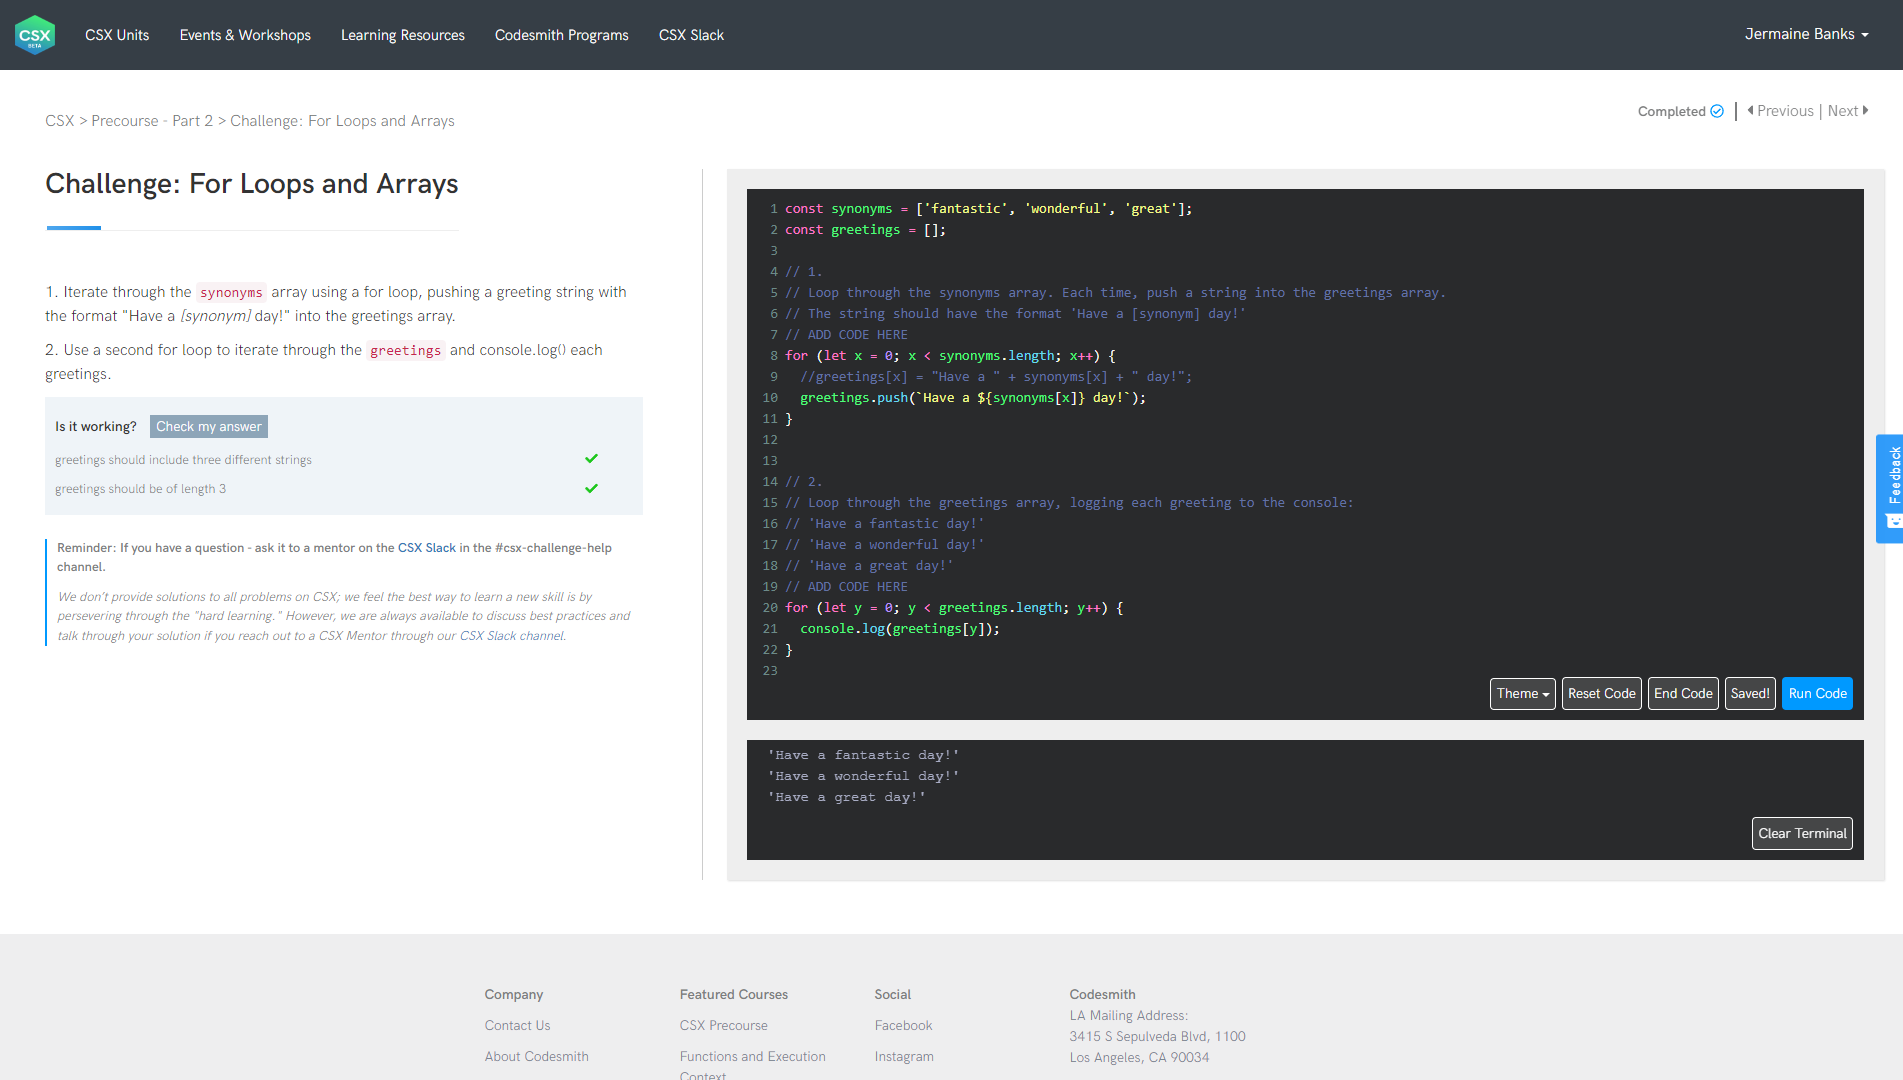 CSX
BETA
CSX Units
Events & Workshops
Learning Resources
Codesmith Programs
CSX Slack
Jermaine Banks
CSX > Precourse - Part 2 > Challenge: For Loops and Arrays
Completed
Previous | Next
Challenge: For Loops and Arrays
1. Iterate through the synonyms array using a for loop, pushing a greeting string with
the format "Have a [synonym] day!" into the greetings array.
2. Use a second for loop to iterate through the greetings and console.log() each
greetings.
Is it working? Check my answer
greetings should include three different strings
greetings should be of length 3
Reminder: If you have a question - ask it to a mentor on the CSX Slack in the #csx-challenge-help
channel.
We don't provide solutions to all problems on CSX; we feel the best way to learn a new skill is by
persevering through the "hard learning." However, we are always available to discuss best practices and
talk through your solution if you reach out to a CSX Mentor through our CSX Slack channel.
1 const synonyms = ['fantastic', 'wonderful', 'great'];
2 const greetings = [];
3
4 // 1.
5 // Loop through the synonyms array. Each time, push a string into the greetings array.
6 // The string should have the format 'Have a [synonym] day!'
7 // ADD CODE HERE
8 for (let x = 0; x < synonyms.length; x++) {
9 //greetings[x] = "Have a " + synonyms[x] + " day!";
10 greetings.push(`Have a ${synonyms[x]} day!`);
11 }
12
13
14 // 2.
15 // Loop through the greetings array, logging each greeting to the console:
16 // 'Have a fantastic day!'
17 // 'Have a wonderful day!'
18 // 'Have a great day!'
19 // ADD CODE HERE
20 for (let y = 0; y < greetings.length; y++) {
21 console.log(greetings[y]);
22 }
23
Theme
Reset Code
End Code
Saved!
Run Code
'Have a fantastic day!'
'Have a wonderful day!'
'Have a great day!'
Clear Terminal
Feedback
Company
Contact Us
About Codesmith
Featured Courses
CSX Precourse
Functions and Execution
Context
Social
Facebook
Instagram
Codesmith
LA Mailing Address:
3415 S Sepulveda Blvd, 1100
Los Angeles, CA 90034